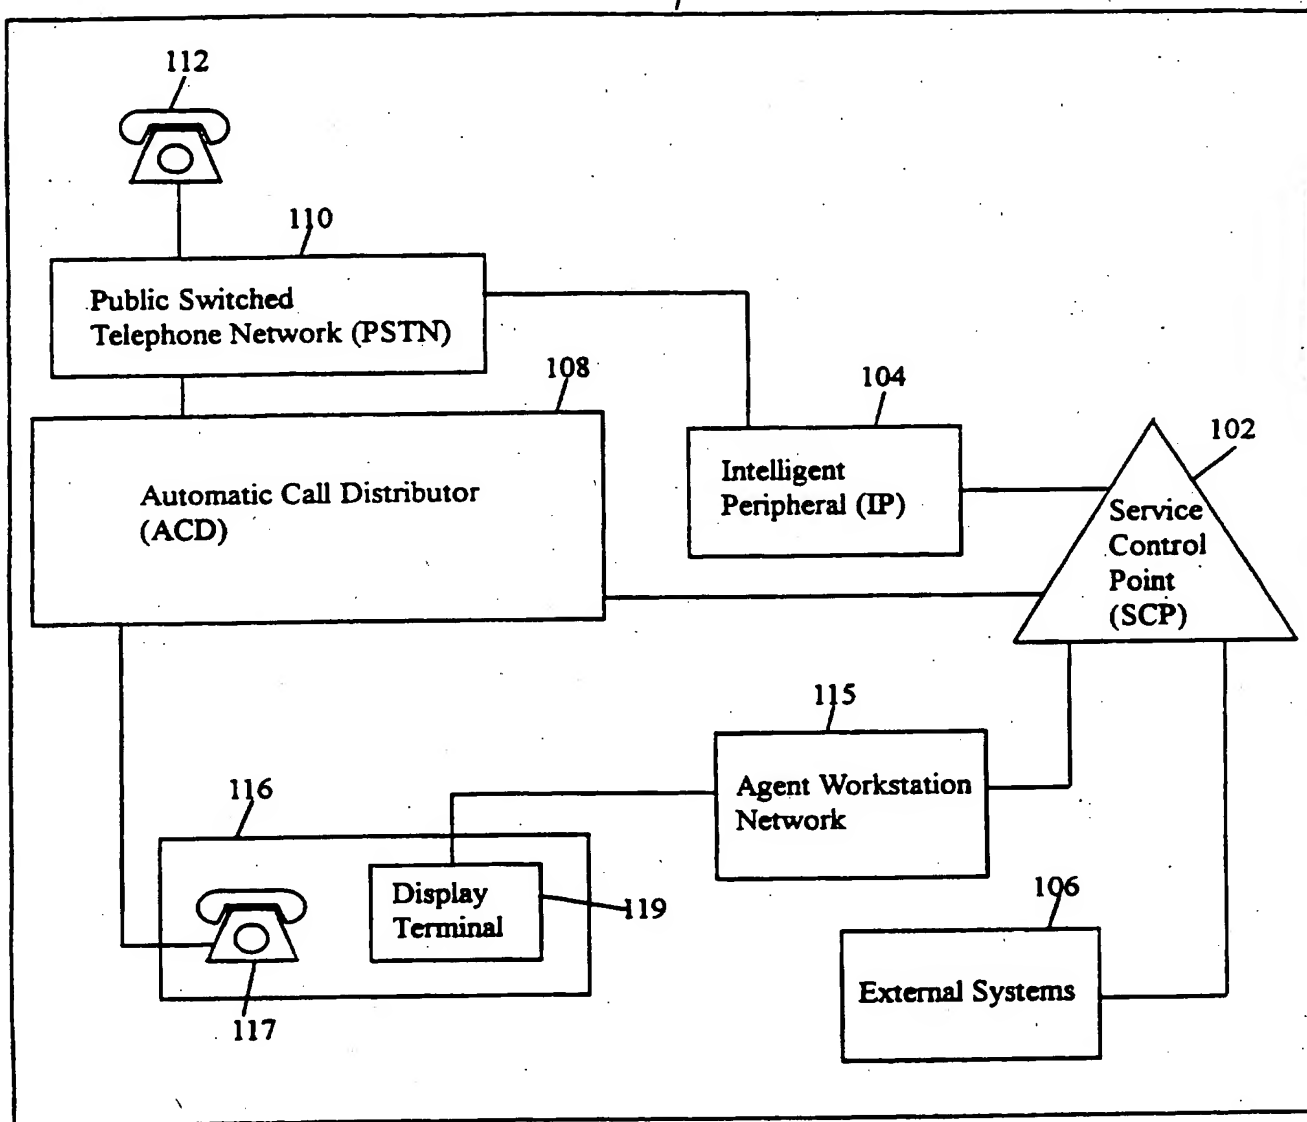 112
110
Public Switched
Telephone Network (PSTN)
108
104
102
Automatic Call Distributor
(ACD)
Intelligent
Peripheral (IP)
Service
Control
Point
(SCP)
115
Agent Workstation
Network
116
Display
Terminal
119
117
106
External Systems